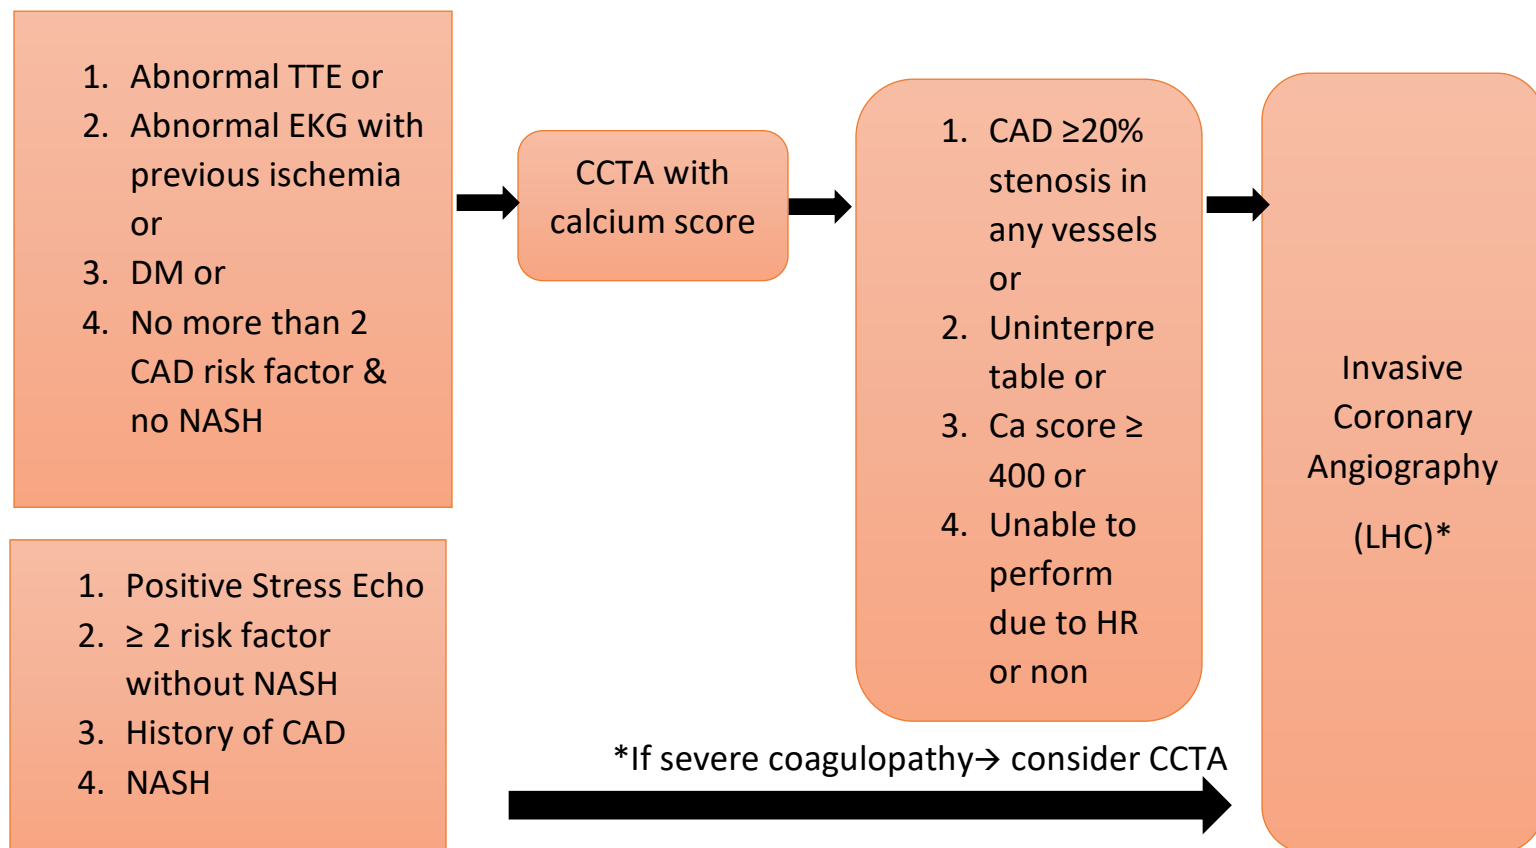 1. Abnormal TTE or
2. Abnormal EKG with
previous ischemia
or
3. DM or
4. No more than 2
CAD risk factor &
no NASH
CCTA with
calcium score
1. CAD ≥20%
stenosis in
any vessels
or
2. Uninterpre
table or
3. Ca score ≥
400 or
4. Unable to
perform
due to HR
or non
Invasive
Coronary
Angiography
(LHC)*
1. Positive Stress Echo
2. ≥ 2 risk factor
without NASH
3. History of CAD
4. NASH
*If severe coagulopathy→ consider CCTA